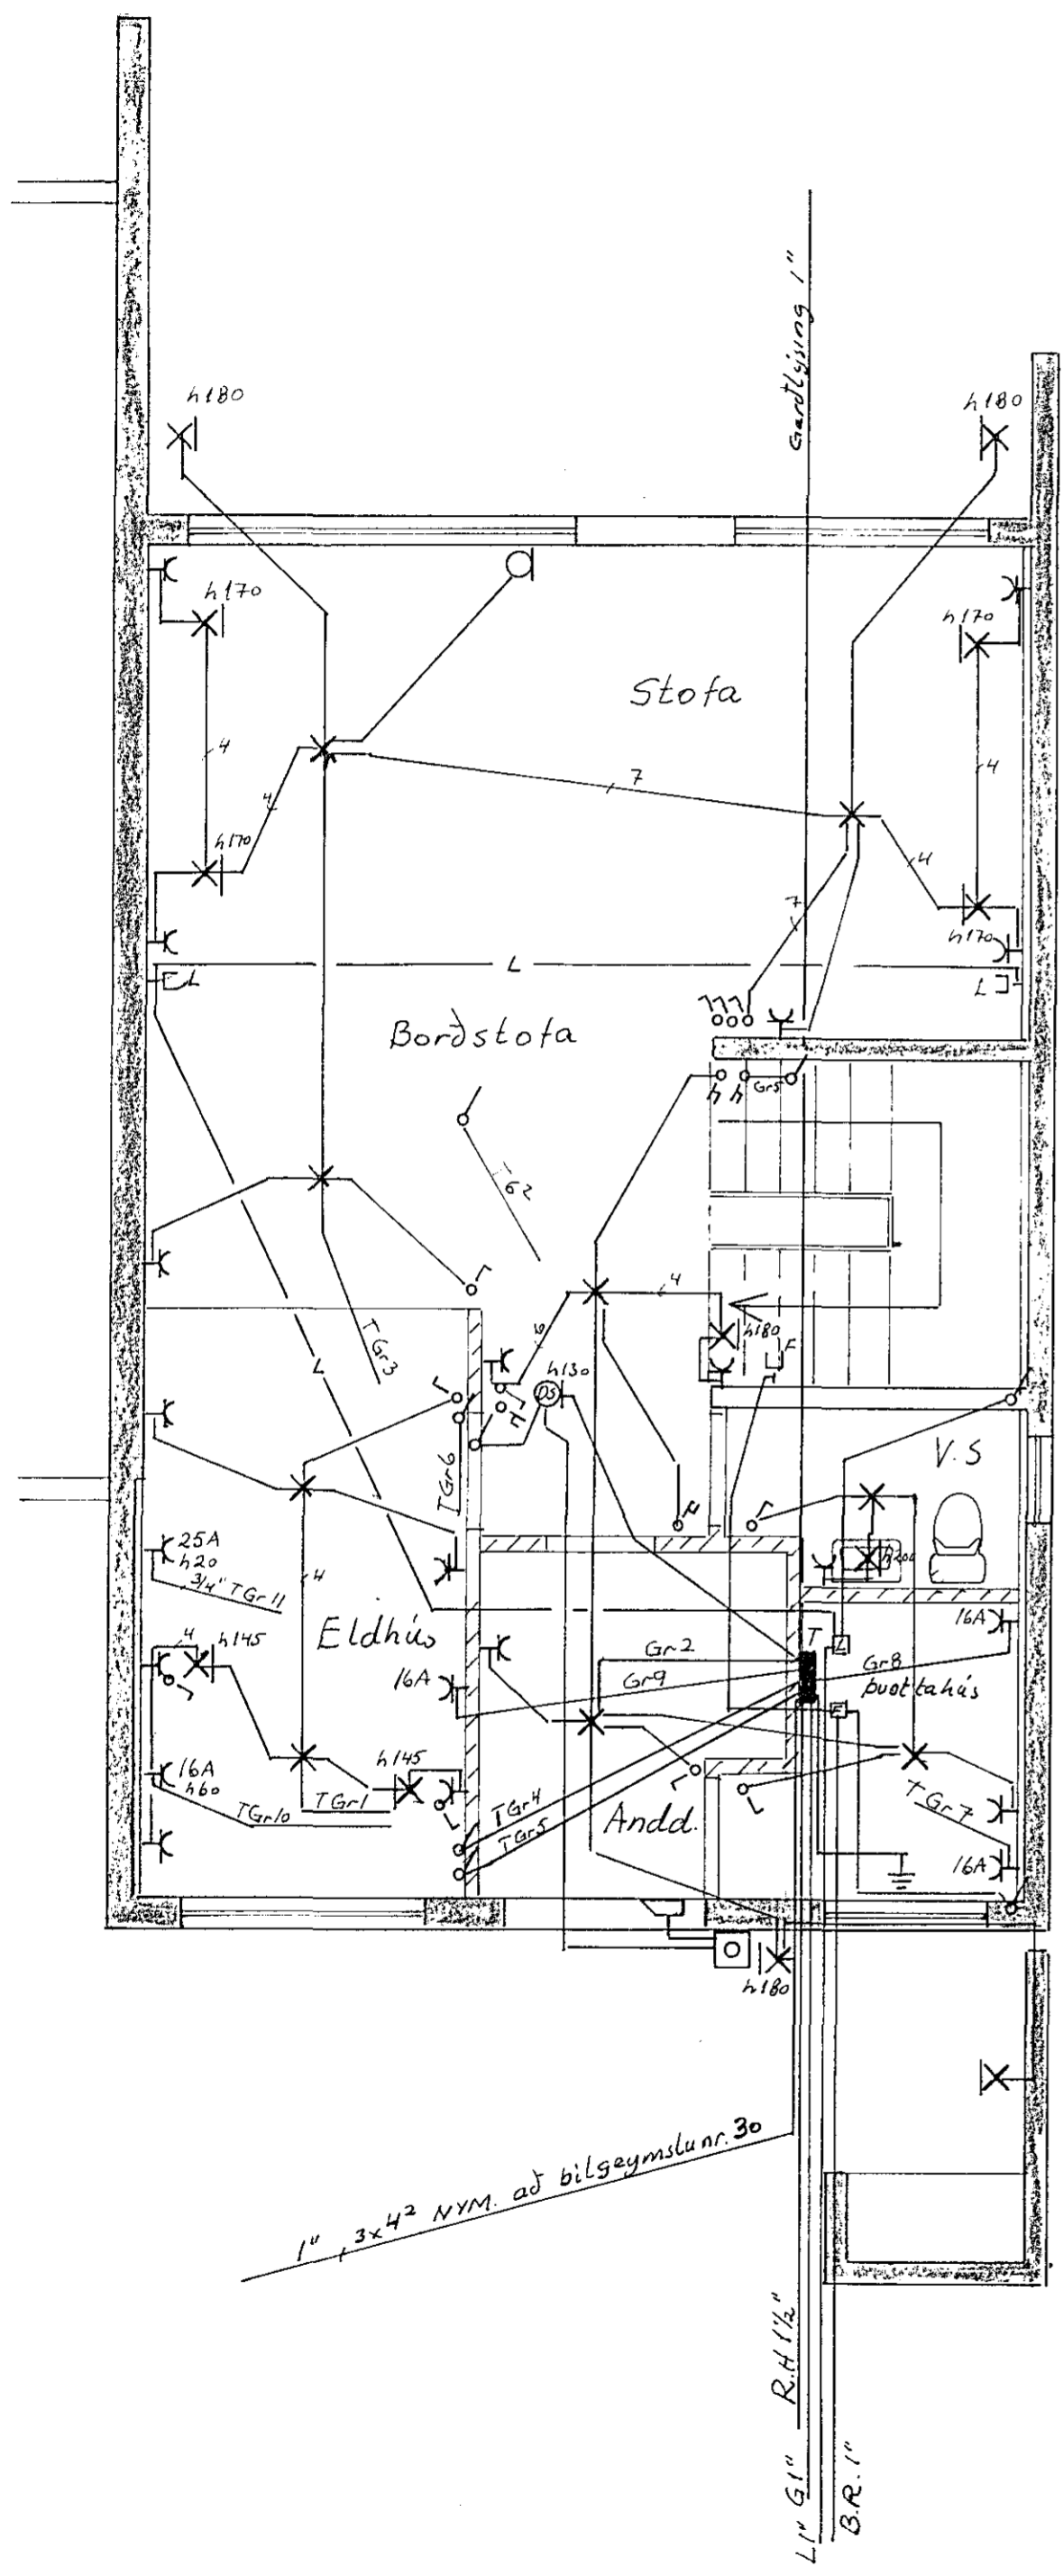 Garðlýsing 1"
h180
h180
h170
h170
Stofa
4
4
4
7
h170
4
7
h170
L
L
L
Borðstofa
Gr5
62
4
TGr3
L
h180
F
6
h130
DS
TGr6
V.S
25A
h20
3/4" TGr11
4
h200
Eldhús
16A
T
4
h145
Gr2
L
Gr8
16A
Gr9
þvottahús
F
16A
h60
h145
TGr10
TGr1
TGr4
TGr5
Andd.
TGr7
16A
h180
1" 3x4² NYM. að bílgeymslu nr. 30
R.H 1½"
G1"
L1"
B.R. 1"